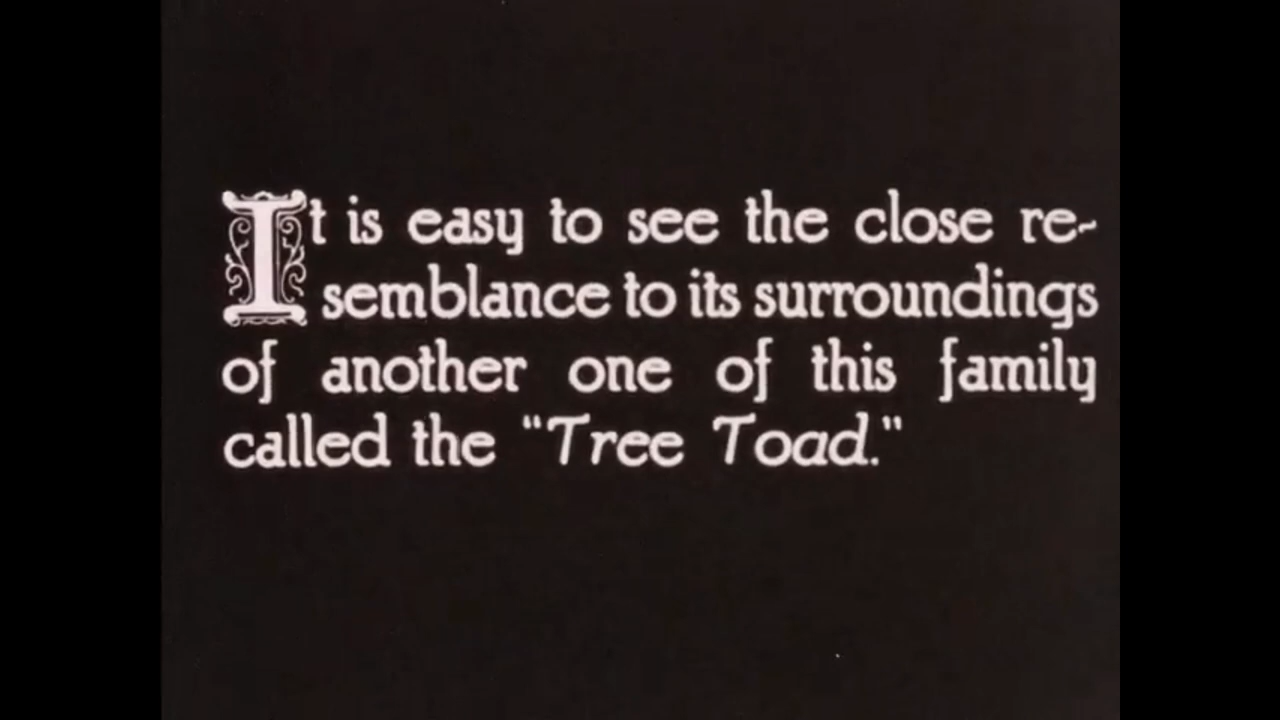 It is easy to see the close re-
semblance to its surroundings
of another one of this family
called the "Tree Toad."